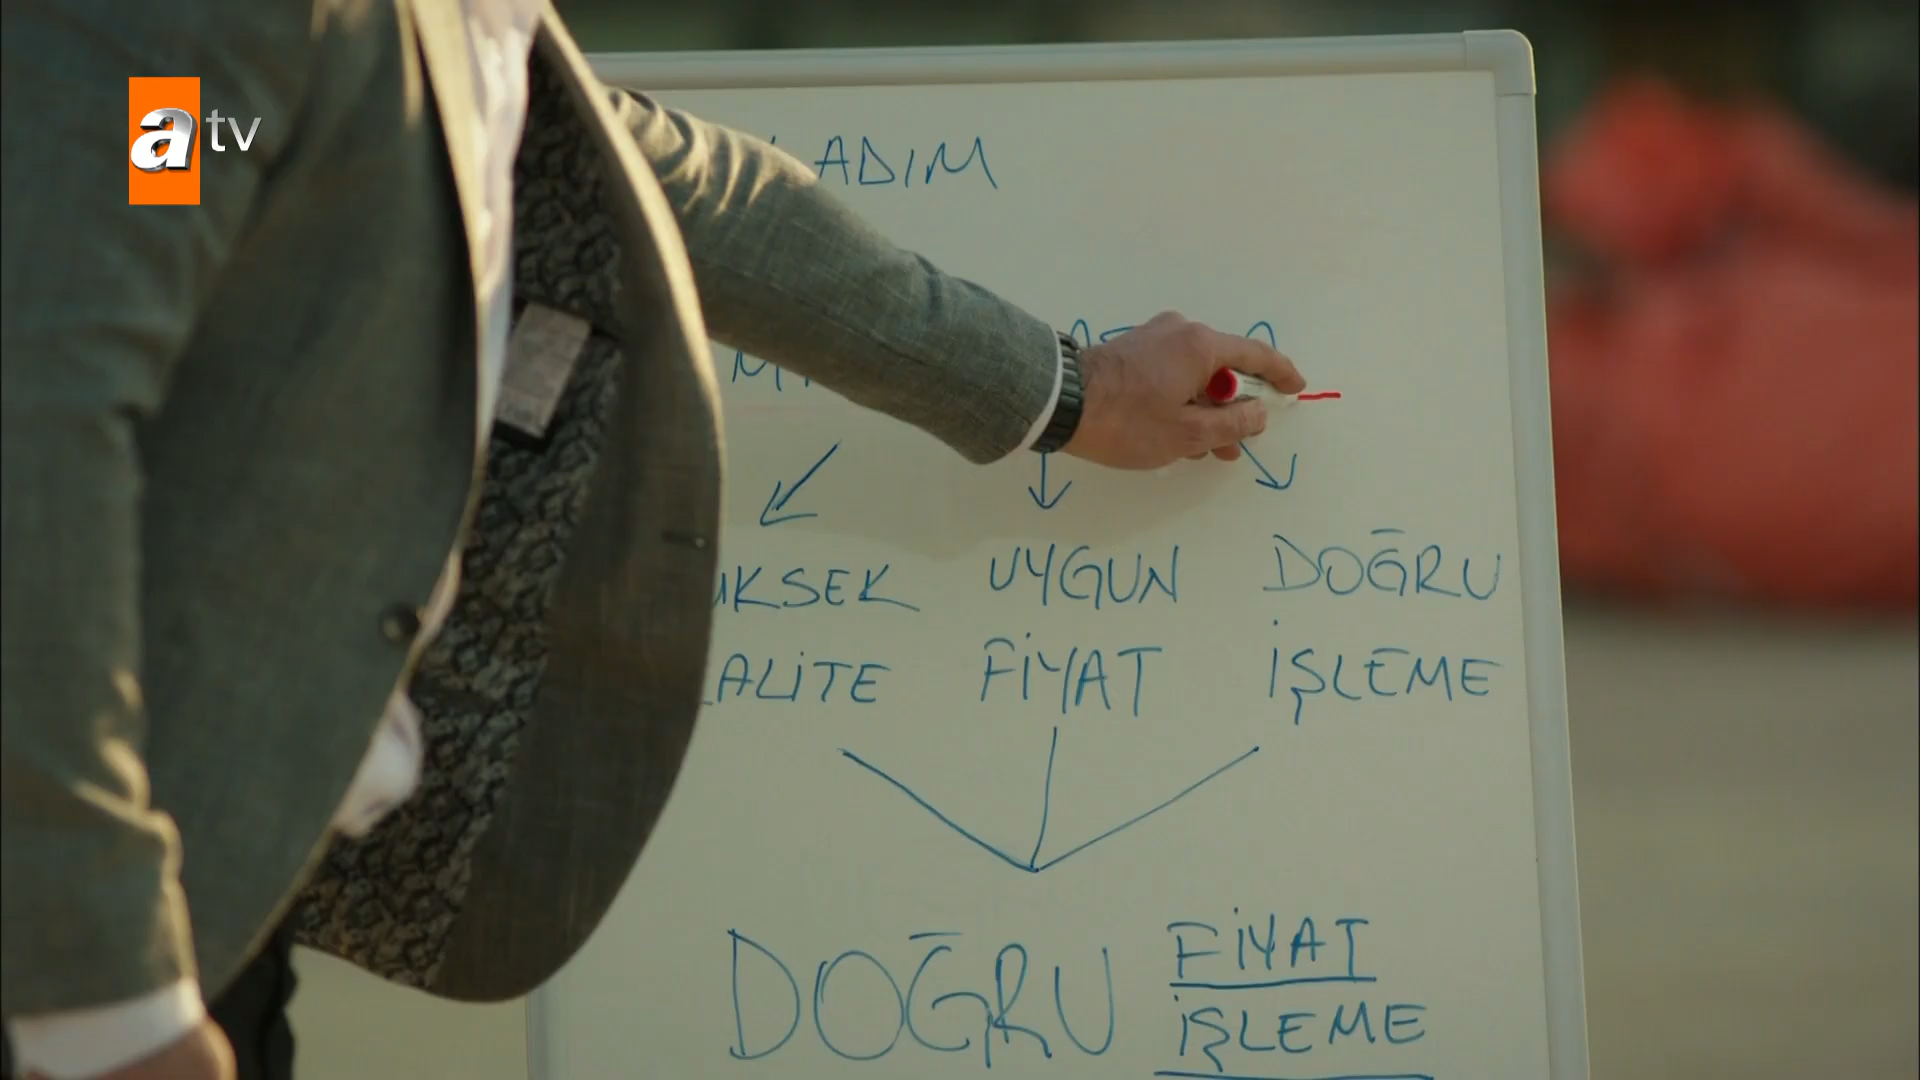 atv
ADIM
UYGUN DOĞRU
FİYAT İŞLEME
DOĞRU FİYAT
İŞLEME